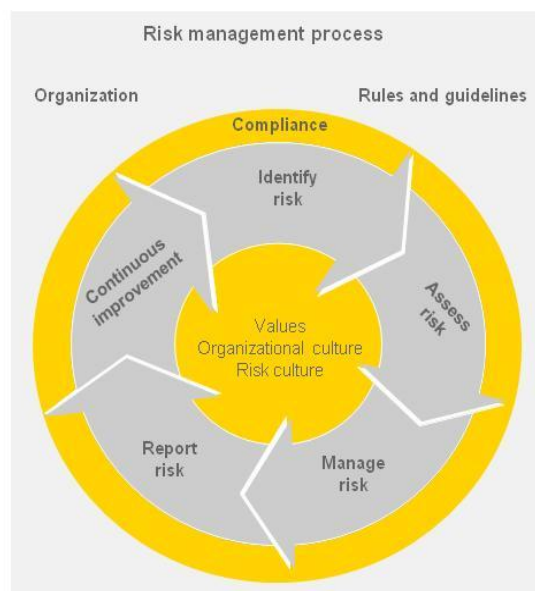 Risk management process
Organization
Rules and guidelines
Compliance
Identify
risk
Assess
risk
Manage
risk
Report
risk
Continuous
improvement
Values
Organizational culture
Risk culture